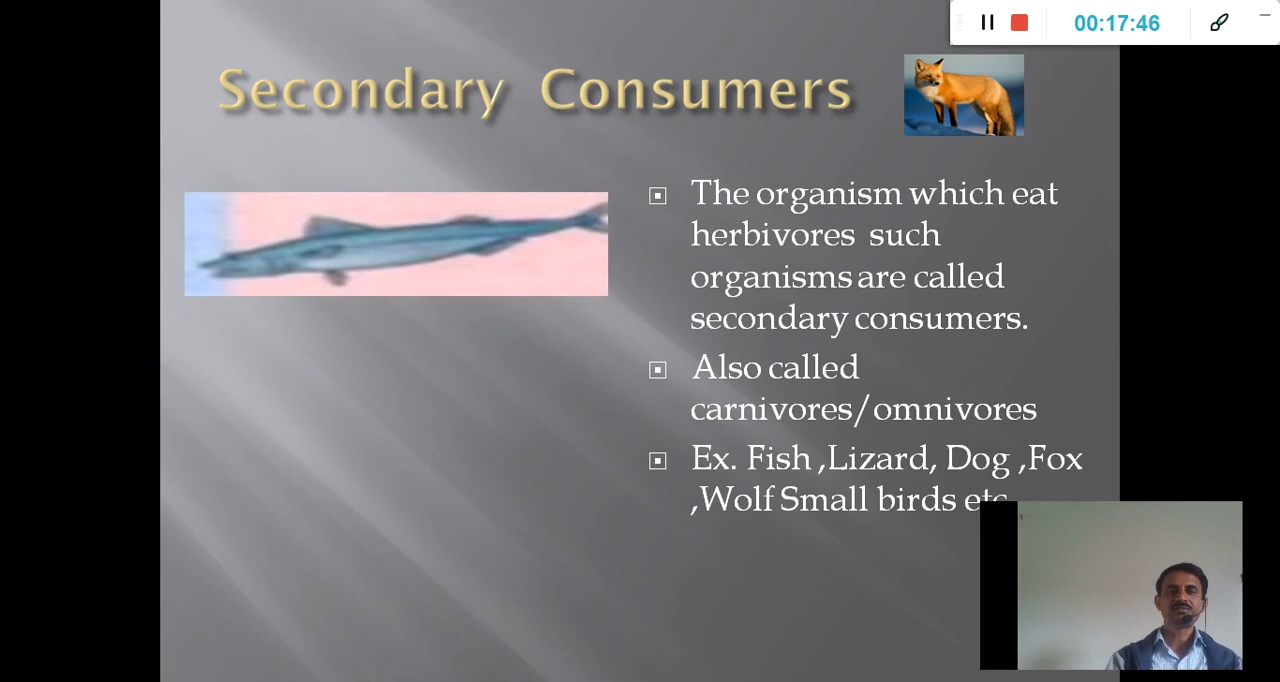 00:17:46
Secondary Consumers
The organism which eat
herbivores such
organisms are called
secondary consumers.
Also called
carnivores/omnivores
Ex. Fish ,Lizard, Dog ,Fox
,Wolf Small birds etc